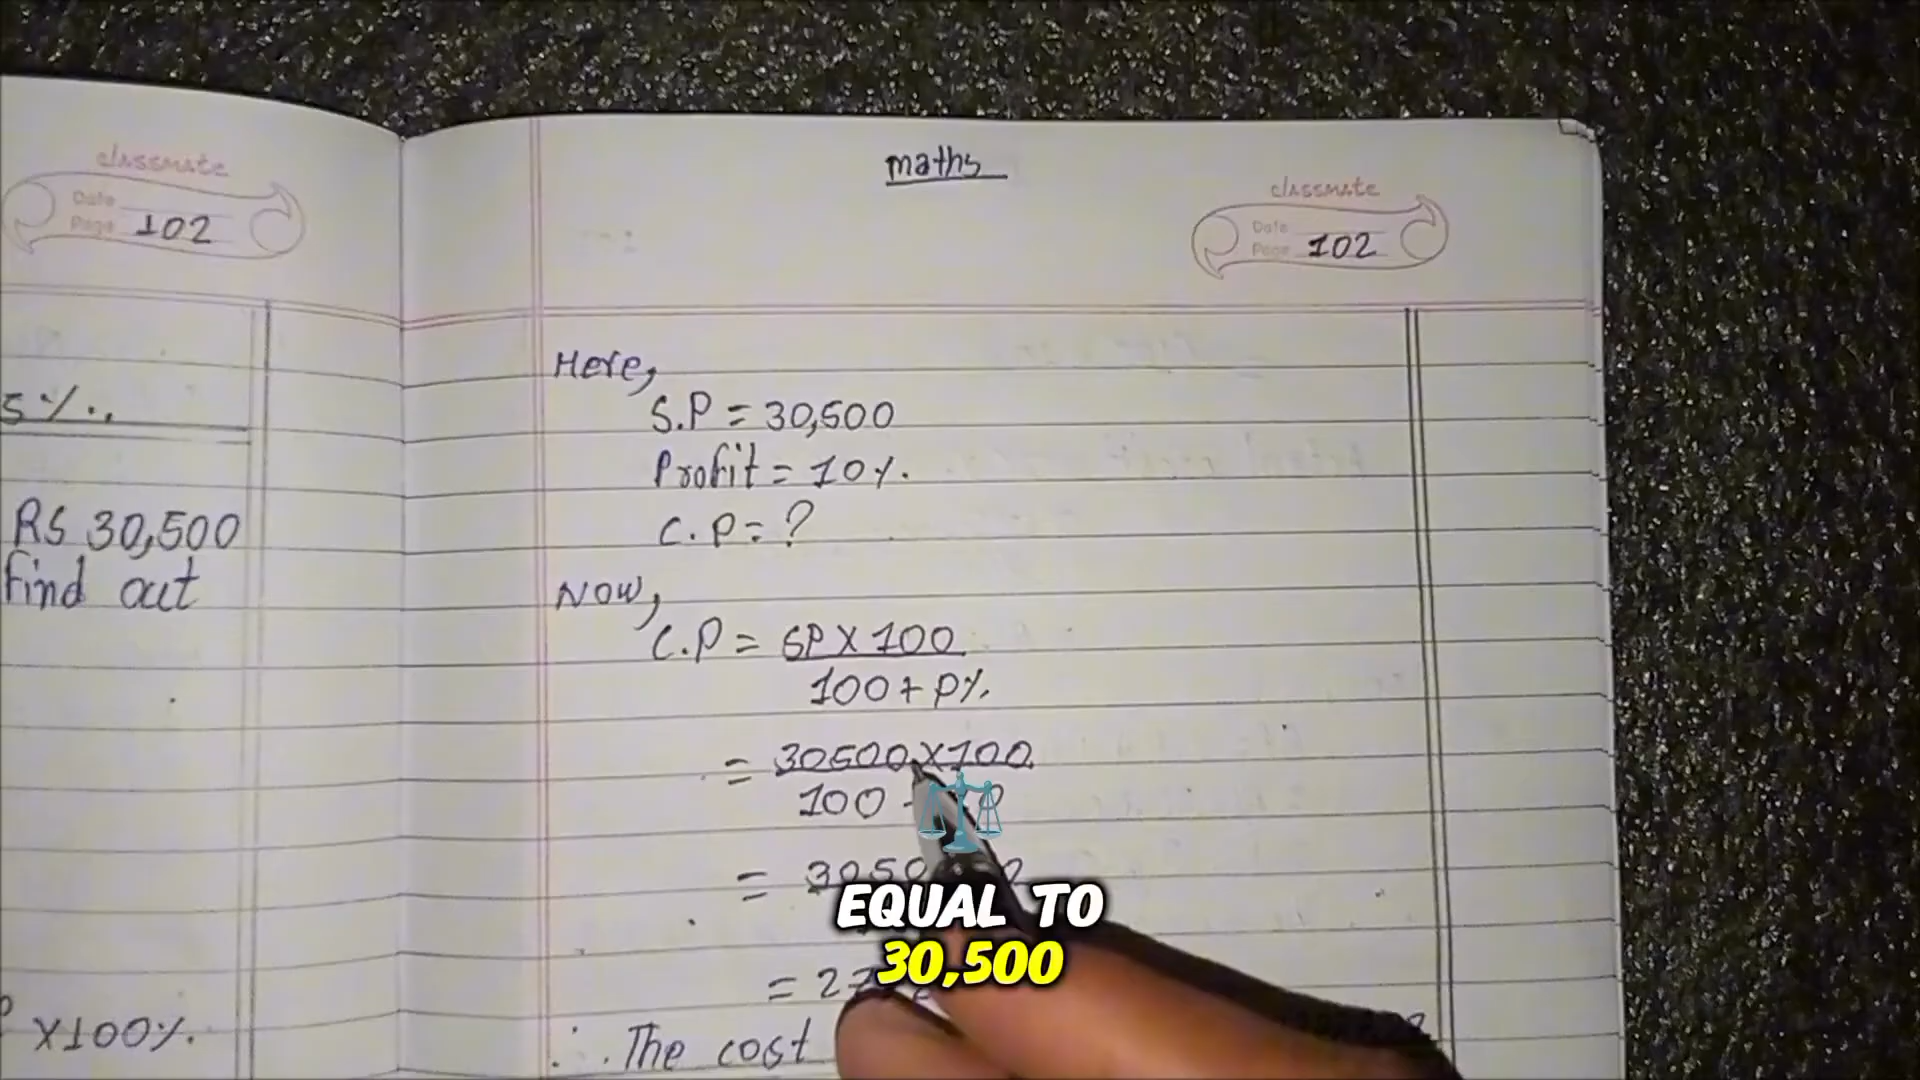 classmate
Date
Page 102
5%.
RS 30,500
find out
X100%.
maths
classmate
Date
Page 102
Here,
S.P = 30,500
Profit = 10%.
C.P = ?
Now,
C.P = SP X 100
100 + P%.
= 30500 X 100
100
=
EQUAL TO
30,500
=
∴ The cost